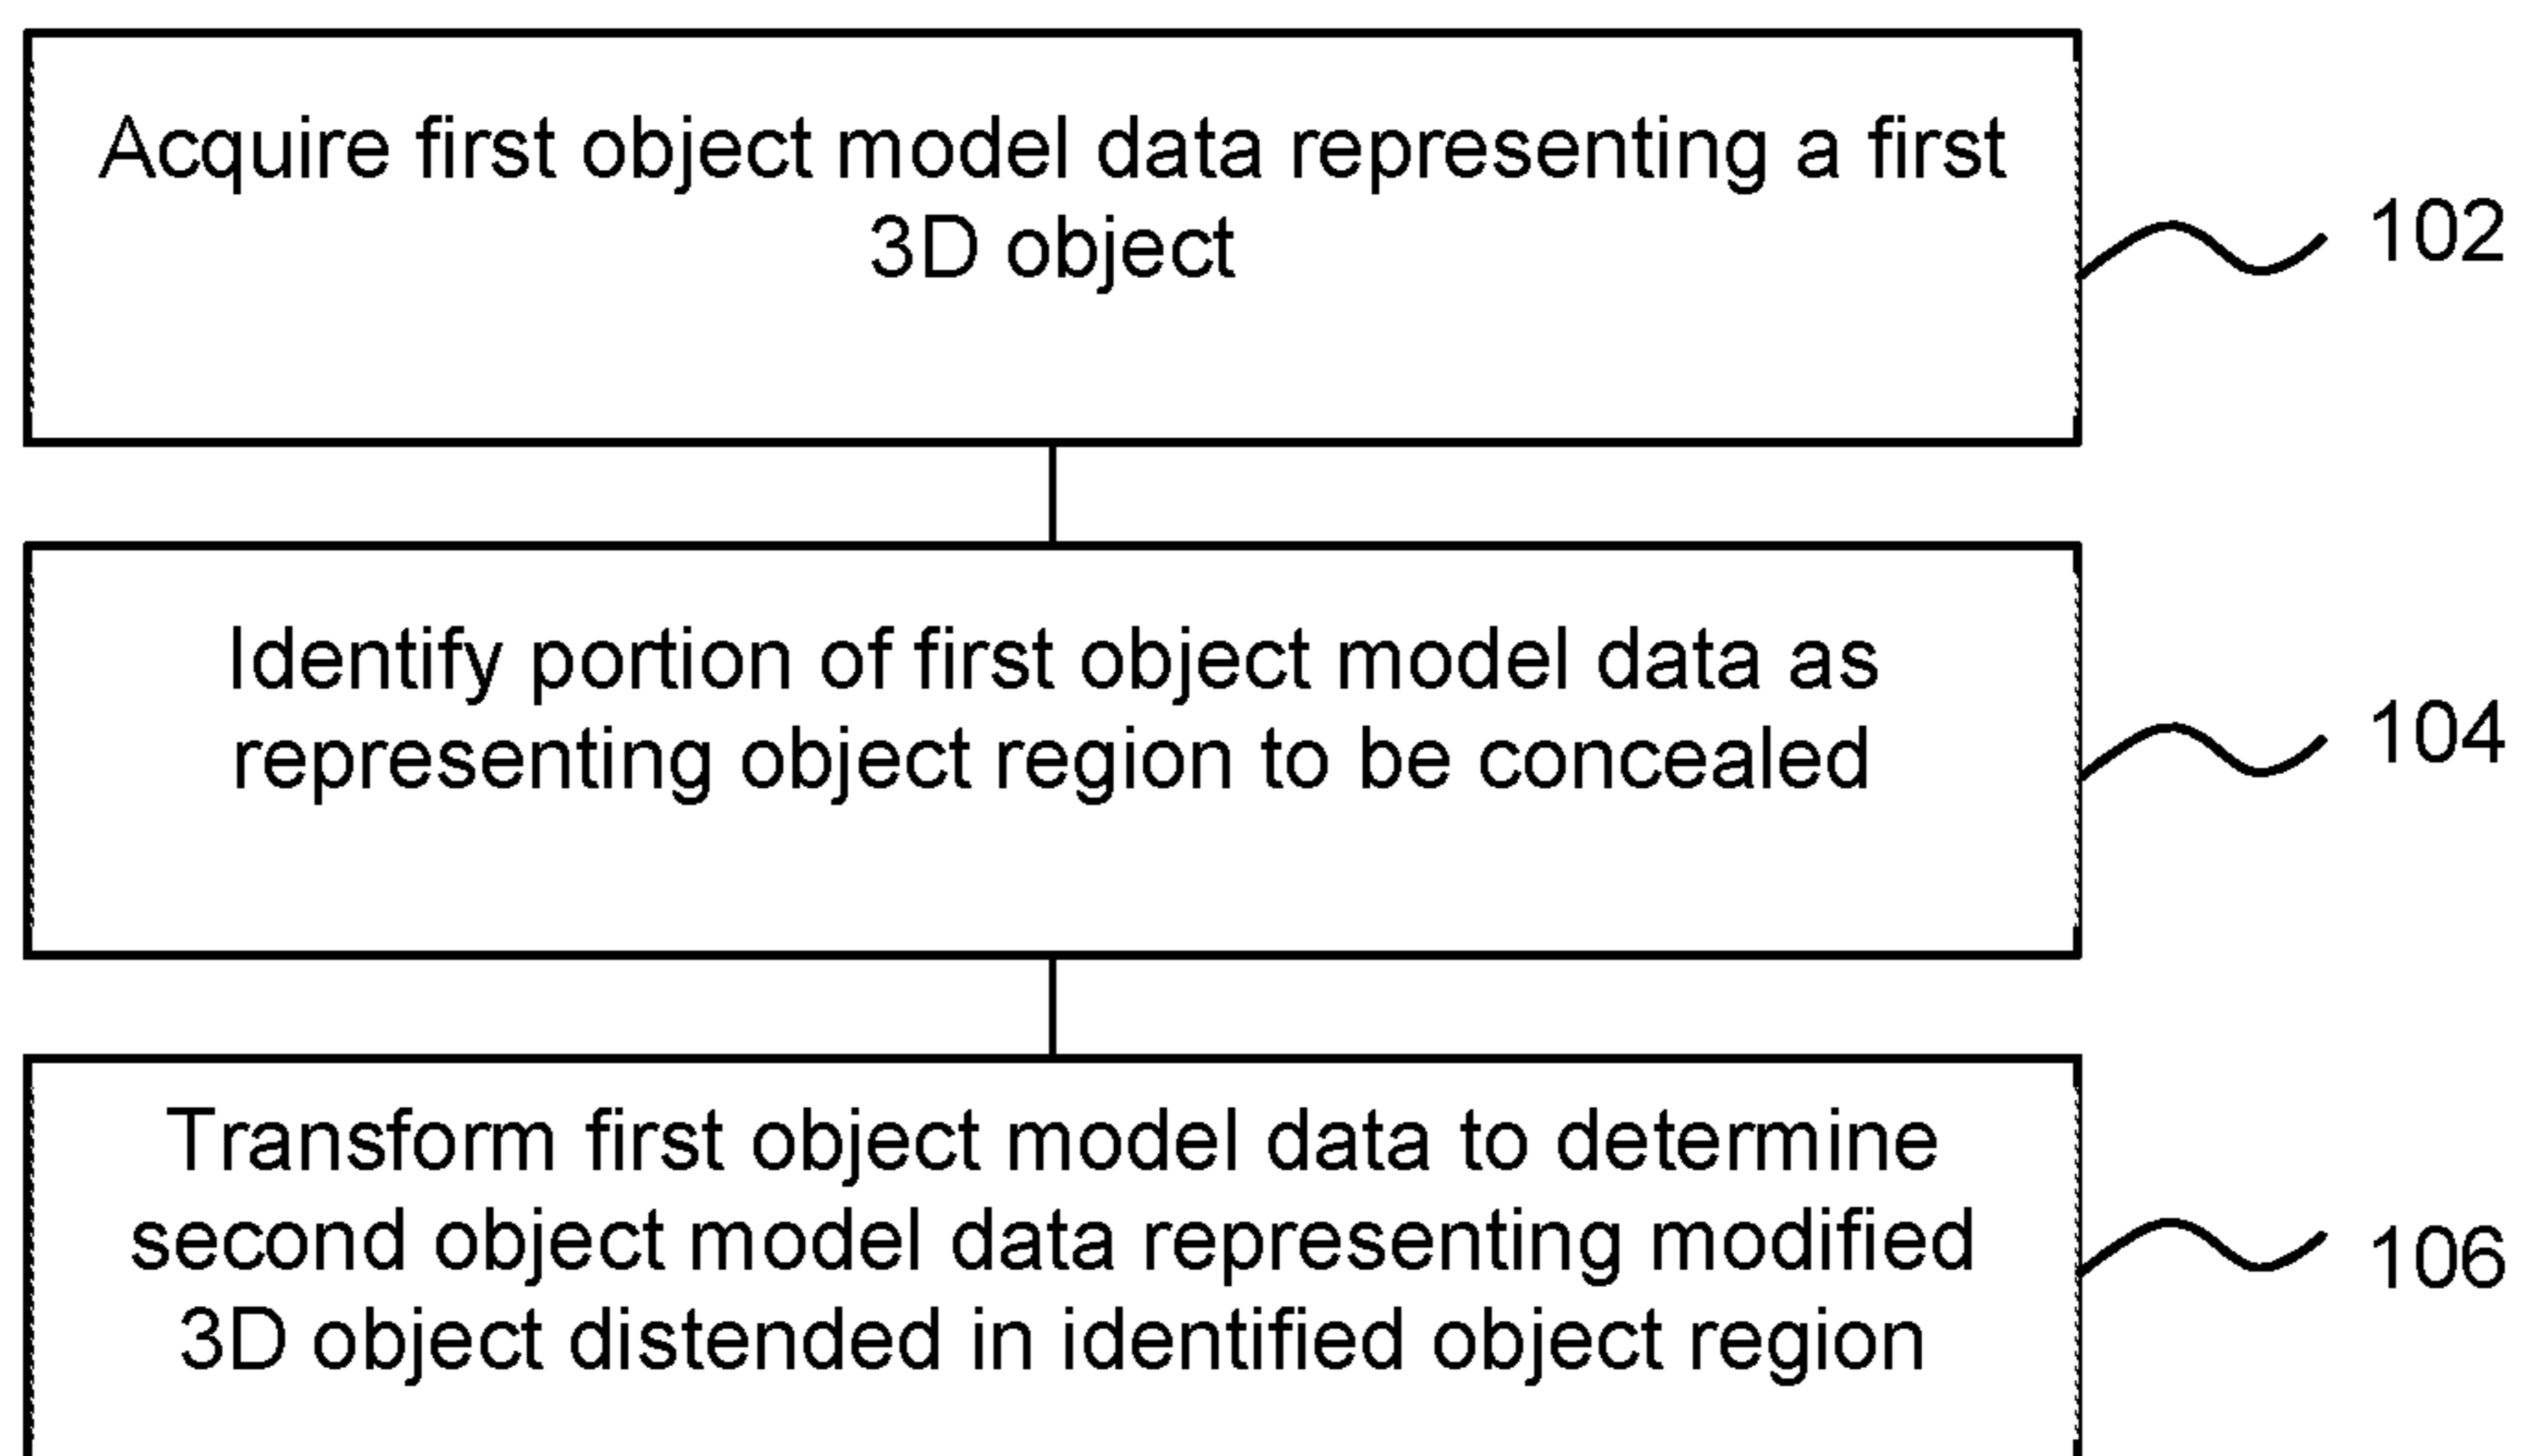 Acquire first object model data representing a first
3D object
102
Identify portion of first object model data as
representing object region to be concealed
104
Transform first object model data to determine
second object model data representing modified
3D object distended in identified object region
106